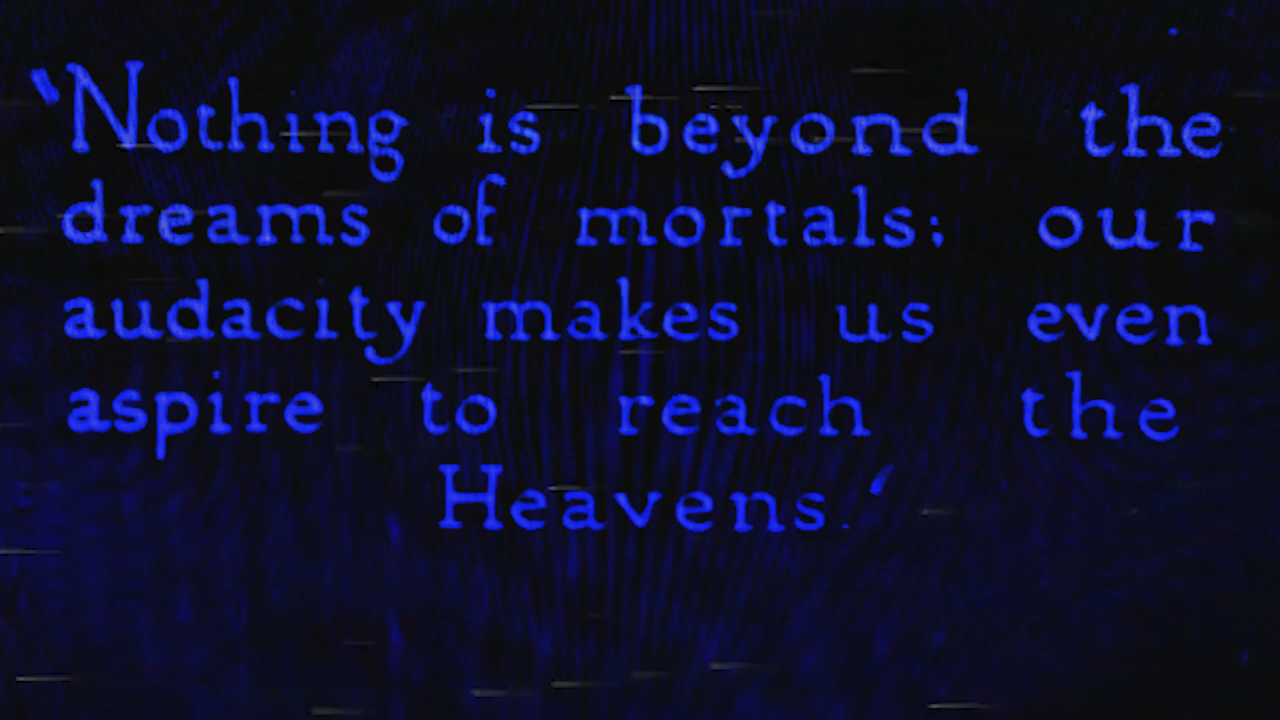 ‵Nothing is beyond the
dreams of mortals; our
audacity makes us even
aspire to reach the
Heavens.′